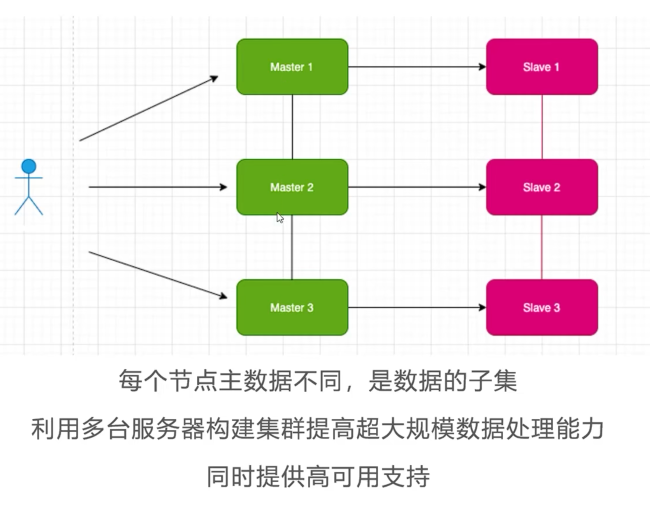 Master 1
Slave 1
Master 2
Slave 2
Master 3
Slave 3
每个节点主数据不同，是数据的子集
利用多台服务器构建集群提高超大规模数据处理能力
同时提供高可用支持